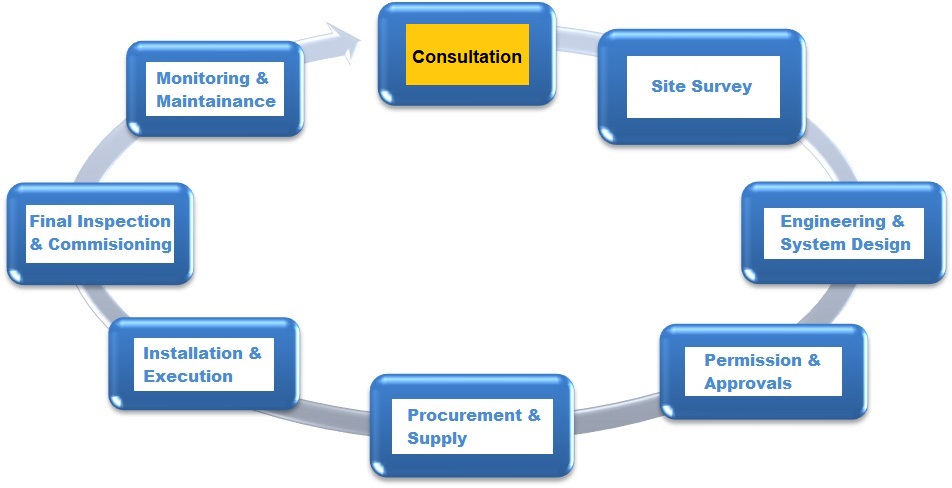 Consultation
Site Survey
Engineering &
System Design
Permission &
Approvals
Procurement &
Supply
Installation &
Execution
Final Inspection
& Commisioning
Monitoring &
Maintainance